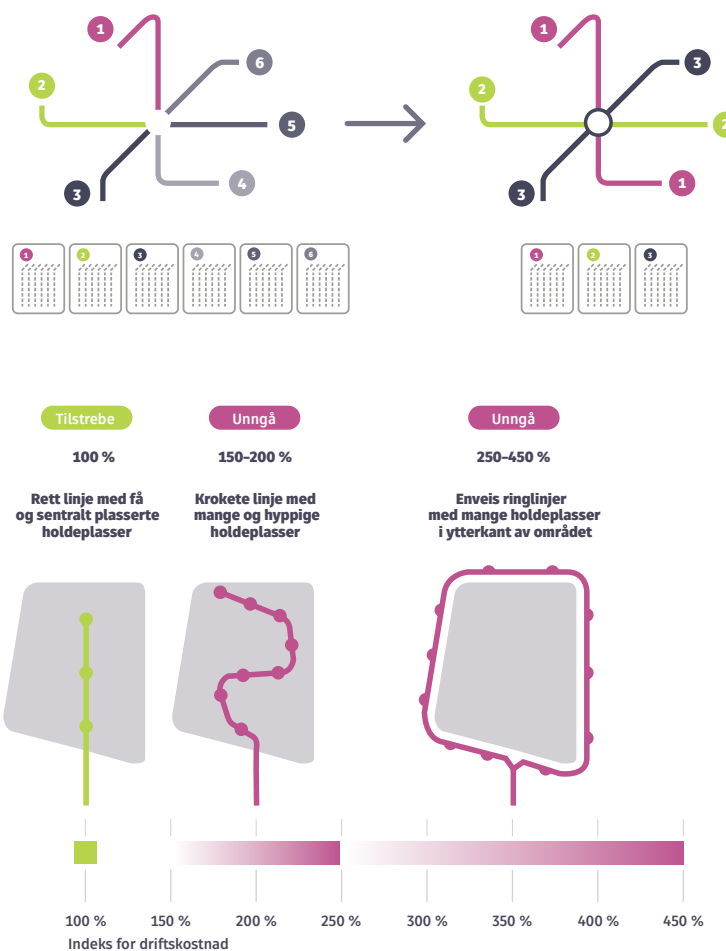 1
6
2
5
3
4
1
3
2
2
3
1
1
2
3
4
5
6
1
2
3
Tilstrebe
Unngå
Unngå
100 %
150–200 %
250–450 %
Rett linje med få
og sentralt plasserte
holdeplasser
Krokete linje med
mange og hyppige
holdeplasser
Enveis ringlinjer
med mange holdeplasser
i ytterkant av området
100 %
150 %
200 %
250 %
300 %
350 %
400 %
450 %
Indeks for driftskostnad